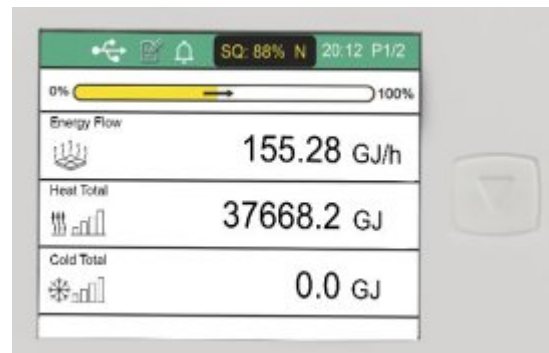 SQ: 88% N 20:12 P1/2
0% 100%
Energy Flow
155.28 GJ/h
Heat Total
37668.2 GJ
Cold Total
0.0 GJ